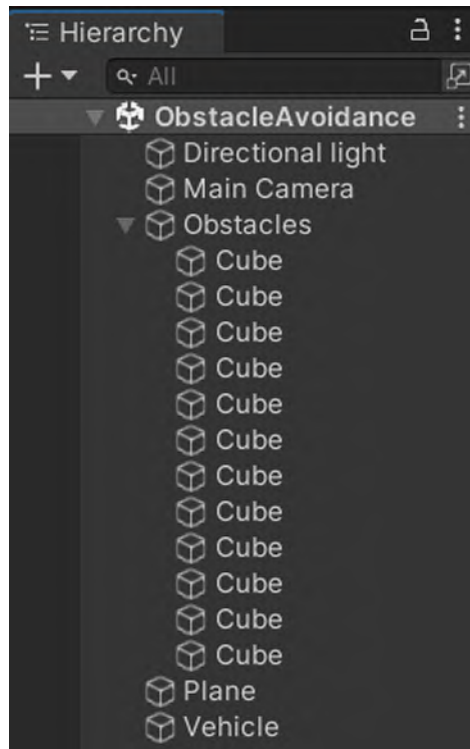 Hierarchy
All
ObstacleAvoidance
Directional light
Main Camera
Obstacles
Cube
Cube
Cube
Cube
Cube
Cube
Cube
Cube
Cube
Cube
Cube
Cube
Plane
Vehicle